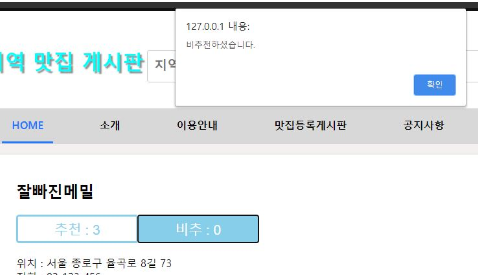 127.0.0.1 내용:
비추천하셨습니다.
확인
역 맛집 게시판
지역
HOME 소개 이용안내 맛집등록게시판 공지사항
잘빠진메밀
추천 : 3 비추 : 0
위치 : 서울 종로구 율곡로 8길 73